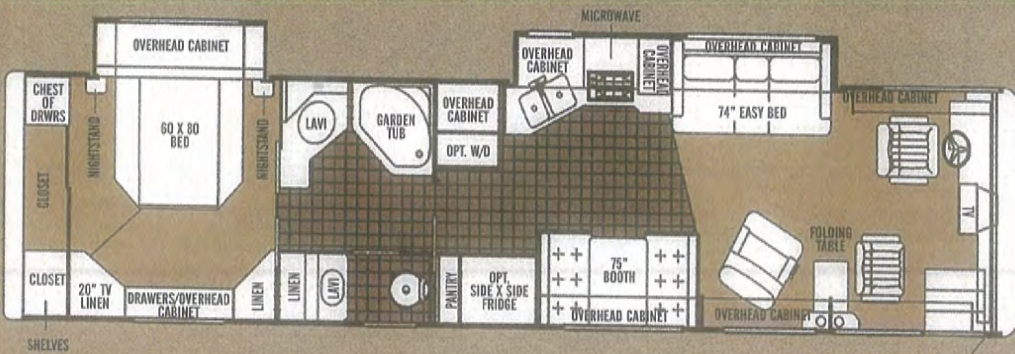 MICROWAVE
OVERHEAD CABINET
OVERHEAD
CABINET
OVERHEAD
CABINET
OVERHEAD CABINET
CHEST
OF
DRWRS
NIGHTSTAND
60 X 80
BED
NIGHTSTAND
LAVI
GARDEN
TUB
OVERHEAD
CABINET
OPT. W/D
74" EASY BED
OVERHEAD CABINET
CLOSET
TV
FOLDING
TABLE
CLOSET
20" TV
LINEN
DRAWERS/OVERHEAD
CABINET
LINEN
LINEN
LAVI
PANTRY
OPT.
SIDE X SIDE
FRIDGE
75"
BOOTH
OVERHEAD CABINET
OVERHEAD CABINET
SHELVES